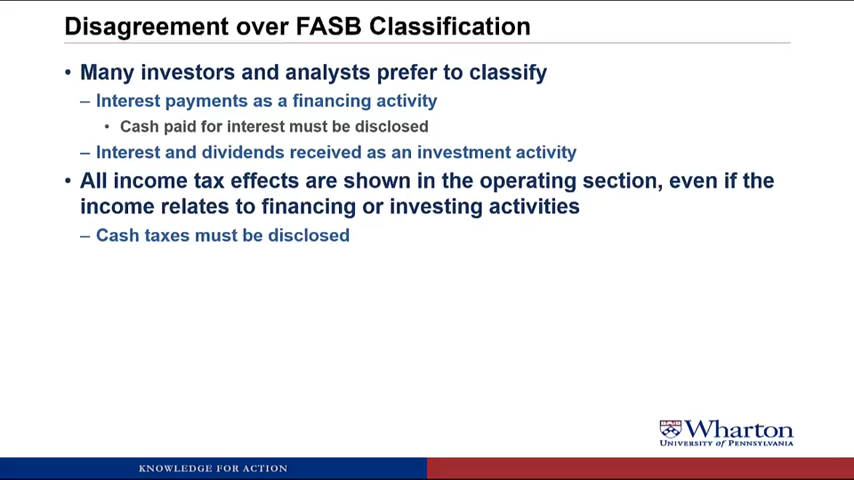 Disagreement over FASB Classification
• Many investors and analysts prefer to classify
– Interest payments as a financing activity
• Cash paid for interest must be disclosed
– Interest and dividends received as an investment activity
• All income tax effects are shown in the operating section, even if the
income relates to financing or investing activities
– Cash taxes must be disclosed
Wharton
UNIVERSITY OF PENNSYLVANIA
KNOWLEDGE FOR ACTION